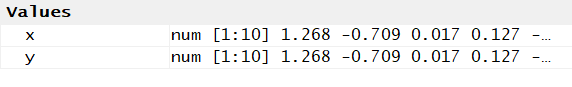 Values
x num [1:10] 1.268 -0.709 0.017 0.127 -…
y num [1:10] 1.268 -0.709 0.017 0.127 -…